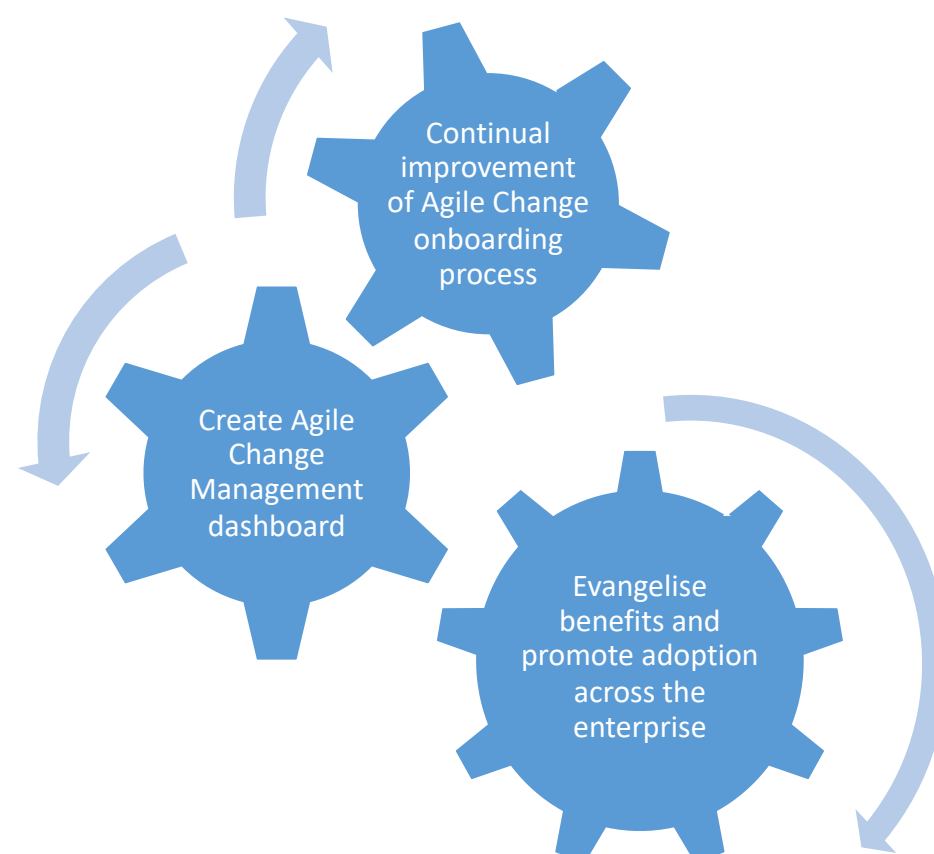 Continual
improvement
of Agile Change
onboarding
process
Create Agile
Change
Management
dashboard
Evangelise
benefits and
promote adoption
across the
enterprise